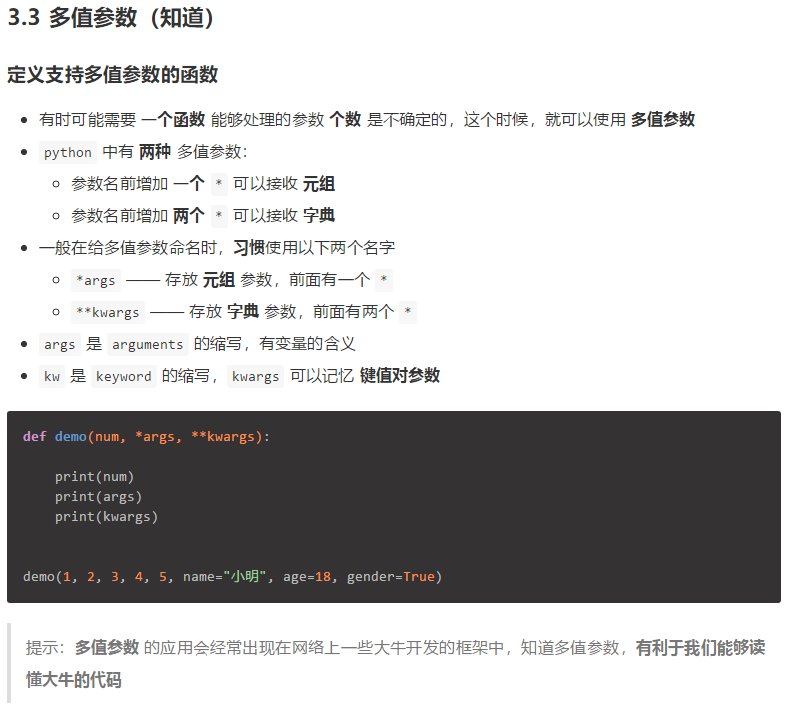 3.3 多值参数（知道）
定义支持多值参数的函数
有时可能需要 一个函数 能够处理的参数 个数 是不确定的，这个时候，就可以使用 多值参数
python 中有 两种 多值参数：
参数名前增加 一个 * 可以接收 元组
参数名前增加 两个 * 可以接收 字典
一般在给多值参数命名时，习惯使用以下两个名字
*args —— 存放 元组 参数，前面有一个 *
**kwargs —— 存放 字典 参数，前面有两个 *
args 是 arguments 的缩写，有变量的含义
kw 是 keyword 的缩写，kwargs 可以记忆 键值对参数
def demo(num, *args, **kwargs):
print(num)
print(args)
print(kwargs)
demo(1, 2, 3, 4, 5, name="小明", age=18, gender=True)
提示：多值参数 的应用会经常出现在网络上一些大牛开发的框架中，知道多值参数，有利于我们能够读
懂大牛的代码